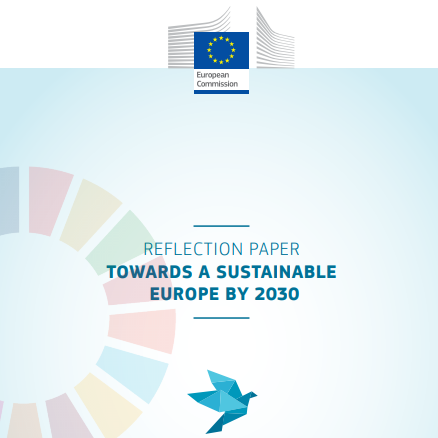 European
Commission
REFLECTION PAPER
TOWARDS A SUSTAINABLE
EUROPE BY 2030